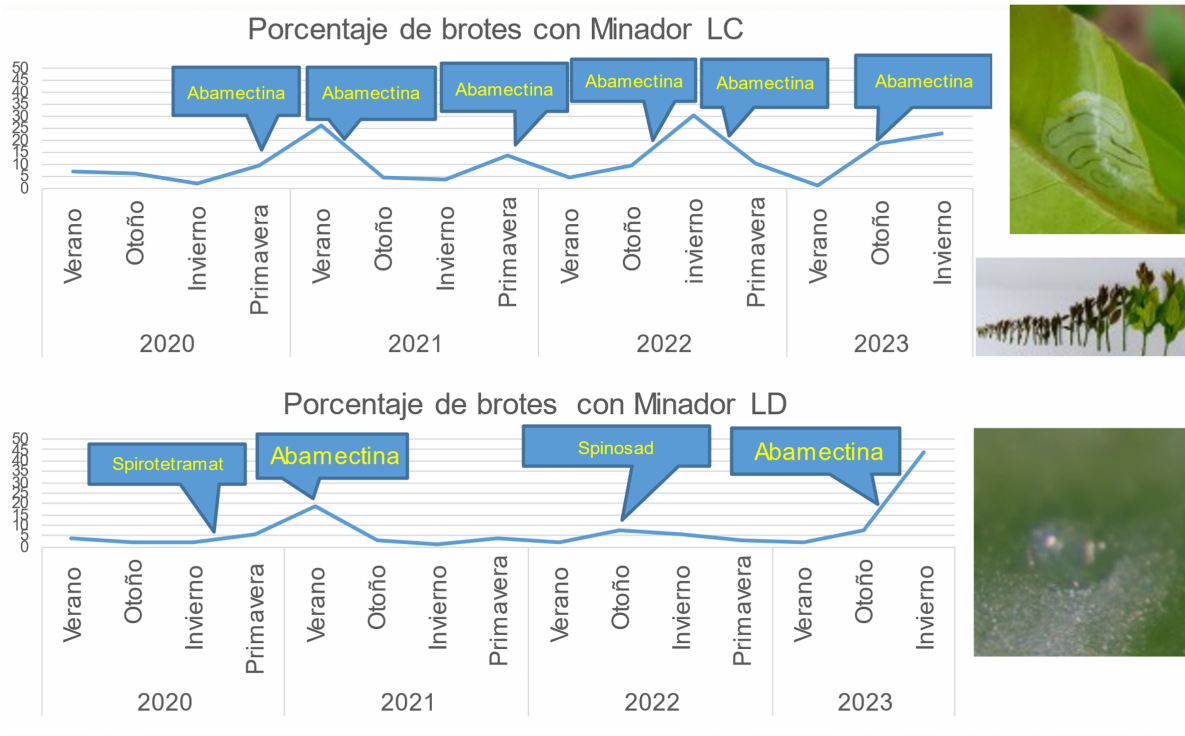 Porcentaje de brotes con Minador LC
50
45
40
35
30
25
20
15
10
5
0
Abamectina
Abamectina
Abamectina
Abamectina
Abamectina
Abamectina
Verano
Otoño
Invierno
Primavera
Verano
Otoño
Invierno
Primavera
Verano
Otoño
invierno
Primavera
Verano
Otoño
Invierno
2020
2021
2022
2023
Porcentaje de brotes con Minador LD
50
45
40
35
30
25
20
15
10
5
0
Spirotetramat
Abamectina
Spinosad
Abamectina
Verano
Otoño
Invierno
Primavera
Verano
Otoño
Invierno
Primavera
Verano
Otoño
Invierno
Primavera
Verano
Otoño
Invierno
2020
2021
2022
2023